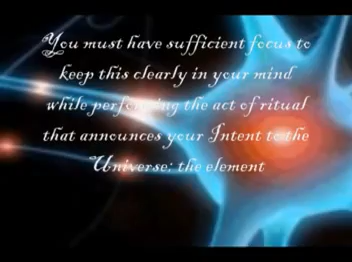 You must have sufficient focus to
keep this clearly in your mind
while performing the act of ritual
that announces your Intent to the
Universe; the element